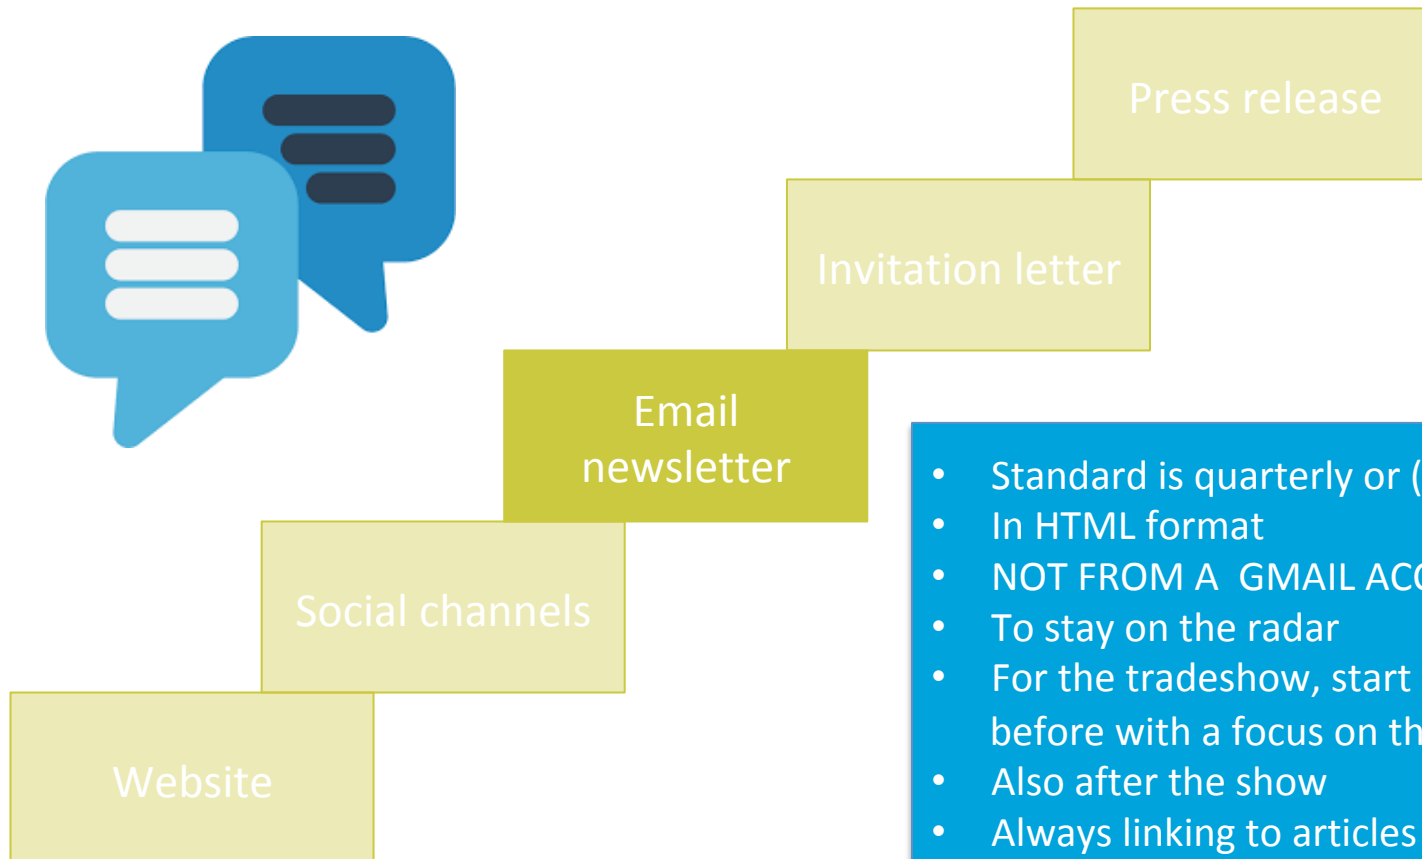 Press release
Invitation letter
Email
newsletter
Social channels
Website
• Standard is quarterly or (
• In HTML format
• NOT FROM A GMAIL ACC
• To stay on the radar
• For the tradeshow, start
before with a focus on th
• Also after the show
• Always linking to articles